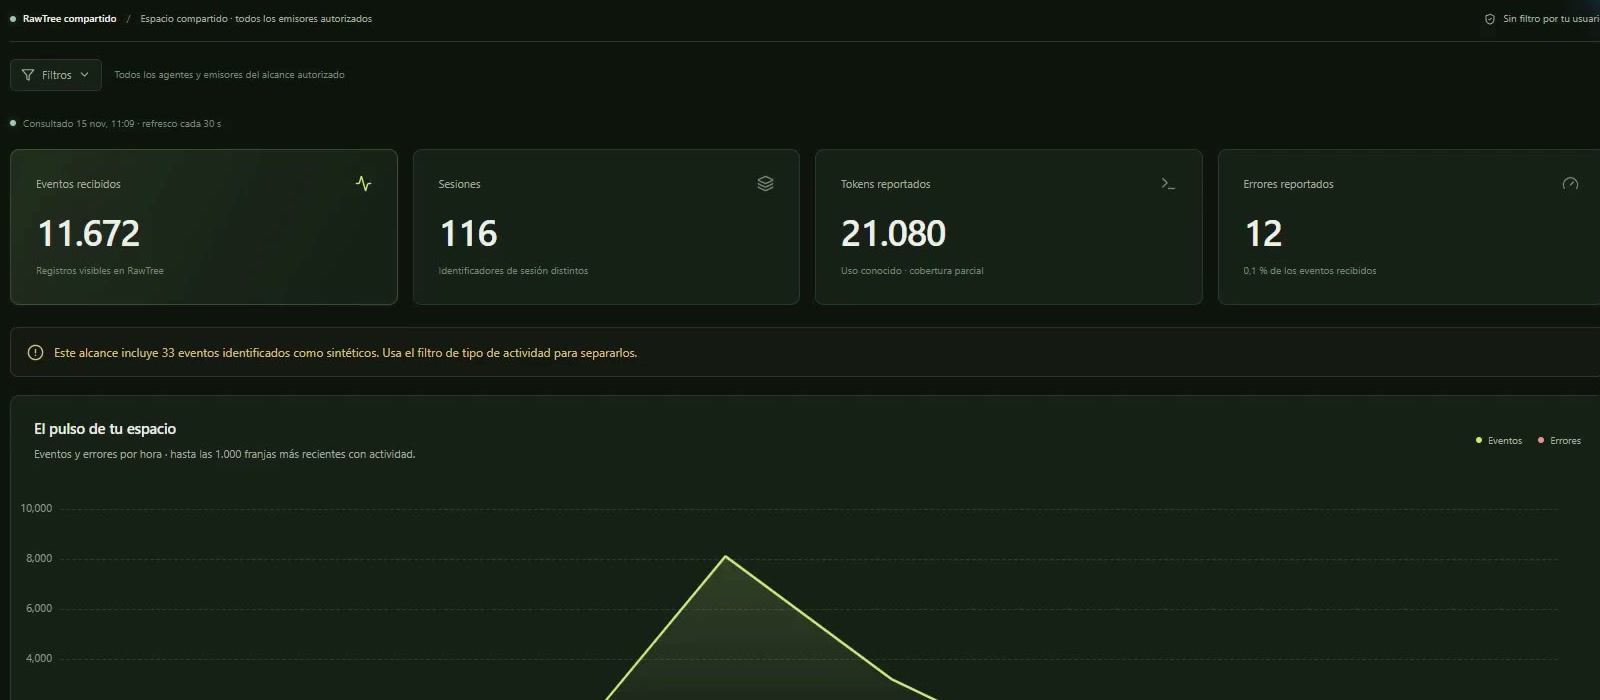 RawTree compartido / Espacio compartido · todos los emisores autorizados
Sin filtro por tu usuari
Filtros
Todos los agentes y emisores del alcance autorizado
Consultado 15 nov, 11:09 · refresco cada 30 s
Eventos recibidos
11.672
Registros visibles en RawTree
Sesiones
116
Identificadores de sesión distintos
Tokens reportados
21.080
Uso conocido · cobertura parcial
Errores reportados
12
0,1 % de los eventos recibidos
Este alcance incluye 33 eventos identificados como sintéticos. Usa el filtro de tipo de actividad para separarlos.
El pulso de tu espacio
Eventos y errores por hora · hasta las 1.000 franjas más recientes con actividad.
Eventos
Errores
10,000
8,000
6,000
4,000